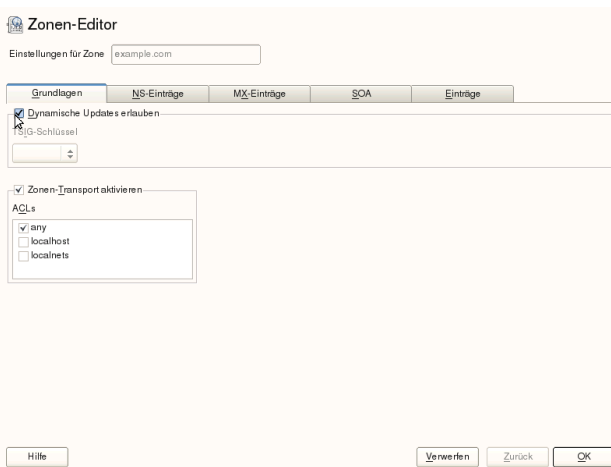 Zonen-Editor
Einstellungen für Zone example.com
Grundlagen NS-Einträge MX-Einträge SOA Einträge
Dynamische Updates erlauben
TSIG-Schlüssel
Zonen-Transport aktivieren
ACLs
any
localhost
localnets
Hilfe Verwerfen Zurück OK